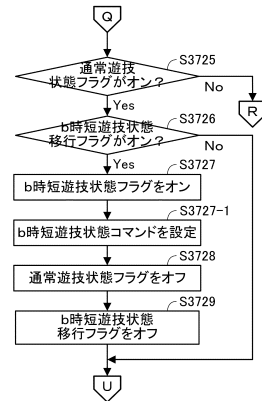 Q
S3725
通常遊技
状態フラグがオン?
No
R
Yes
S3726
b時短遊技状態
移行フラグがオン?
No
Yes
S3727
b時短遊技状態フラグをオン
S3727-1
b時短遊技状態コマンドを設定
S3728
通常遊技状態フラグをオフ
S3729
b時短遊技状態
移行フラグをオフ
U